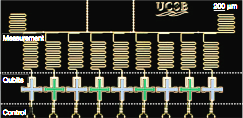 UCSB 200 µm
Measurement
Qubits
Control